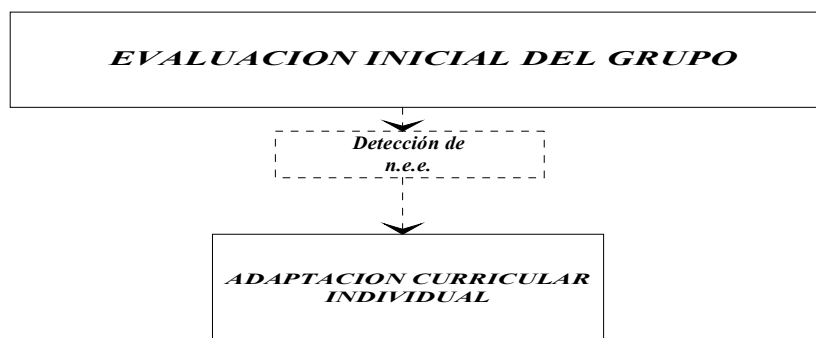 EVALUACION INICIAL DEL GRUPO
Detección de
n.e.e.
ADAPTACION CURRICULAR
INDIVIDUAL